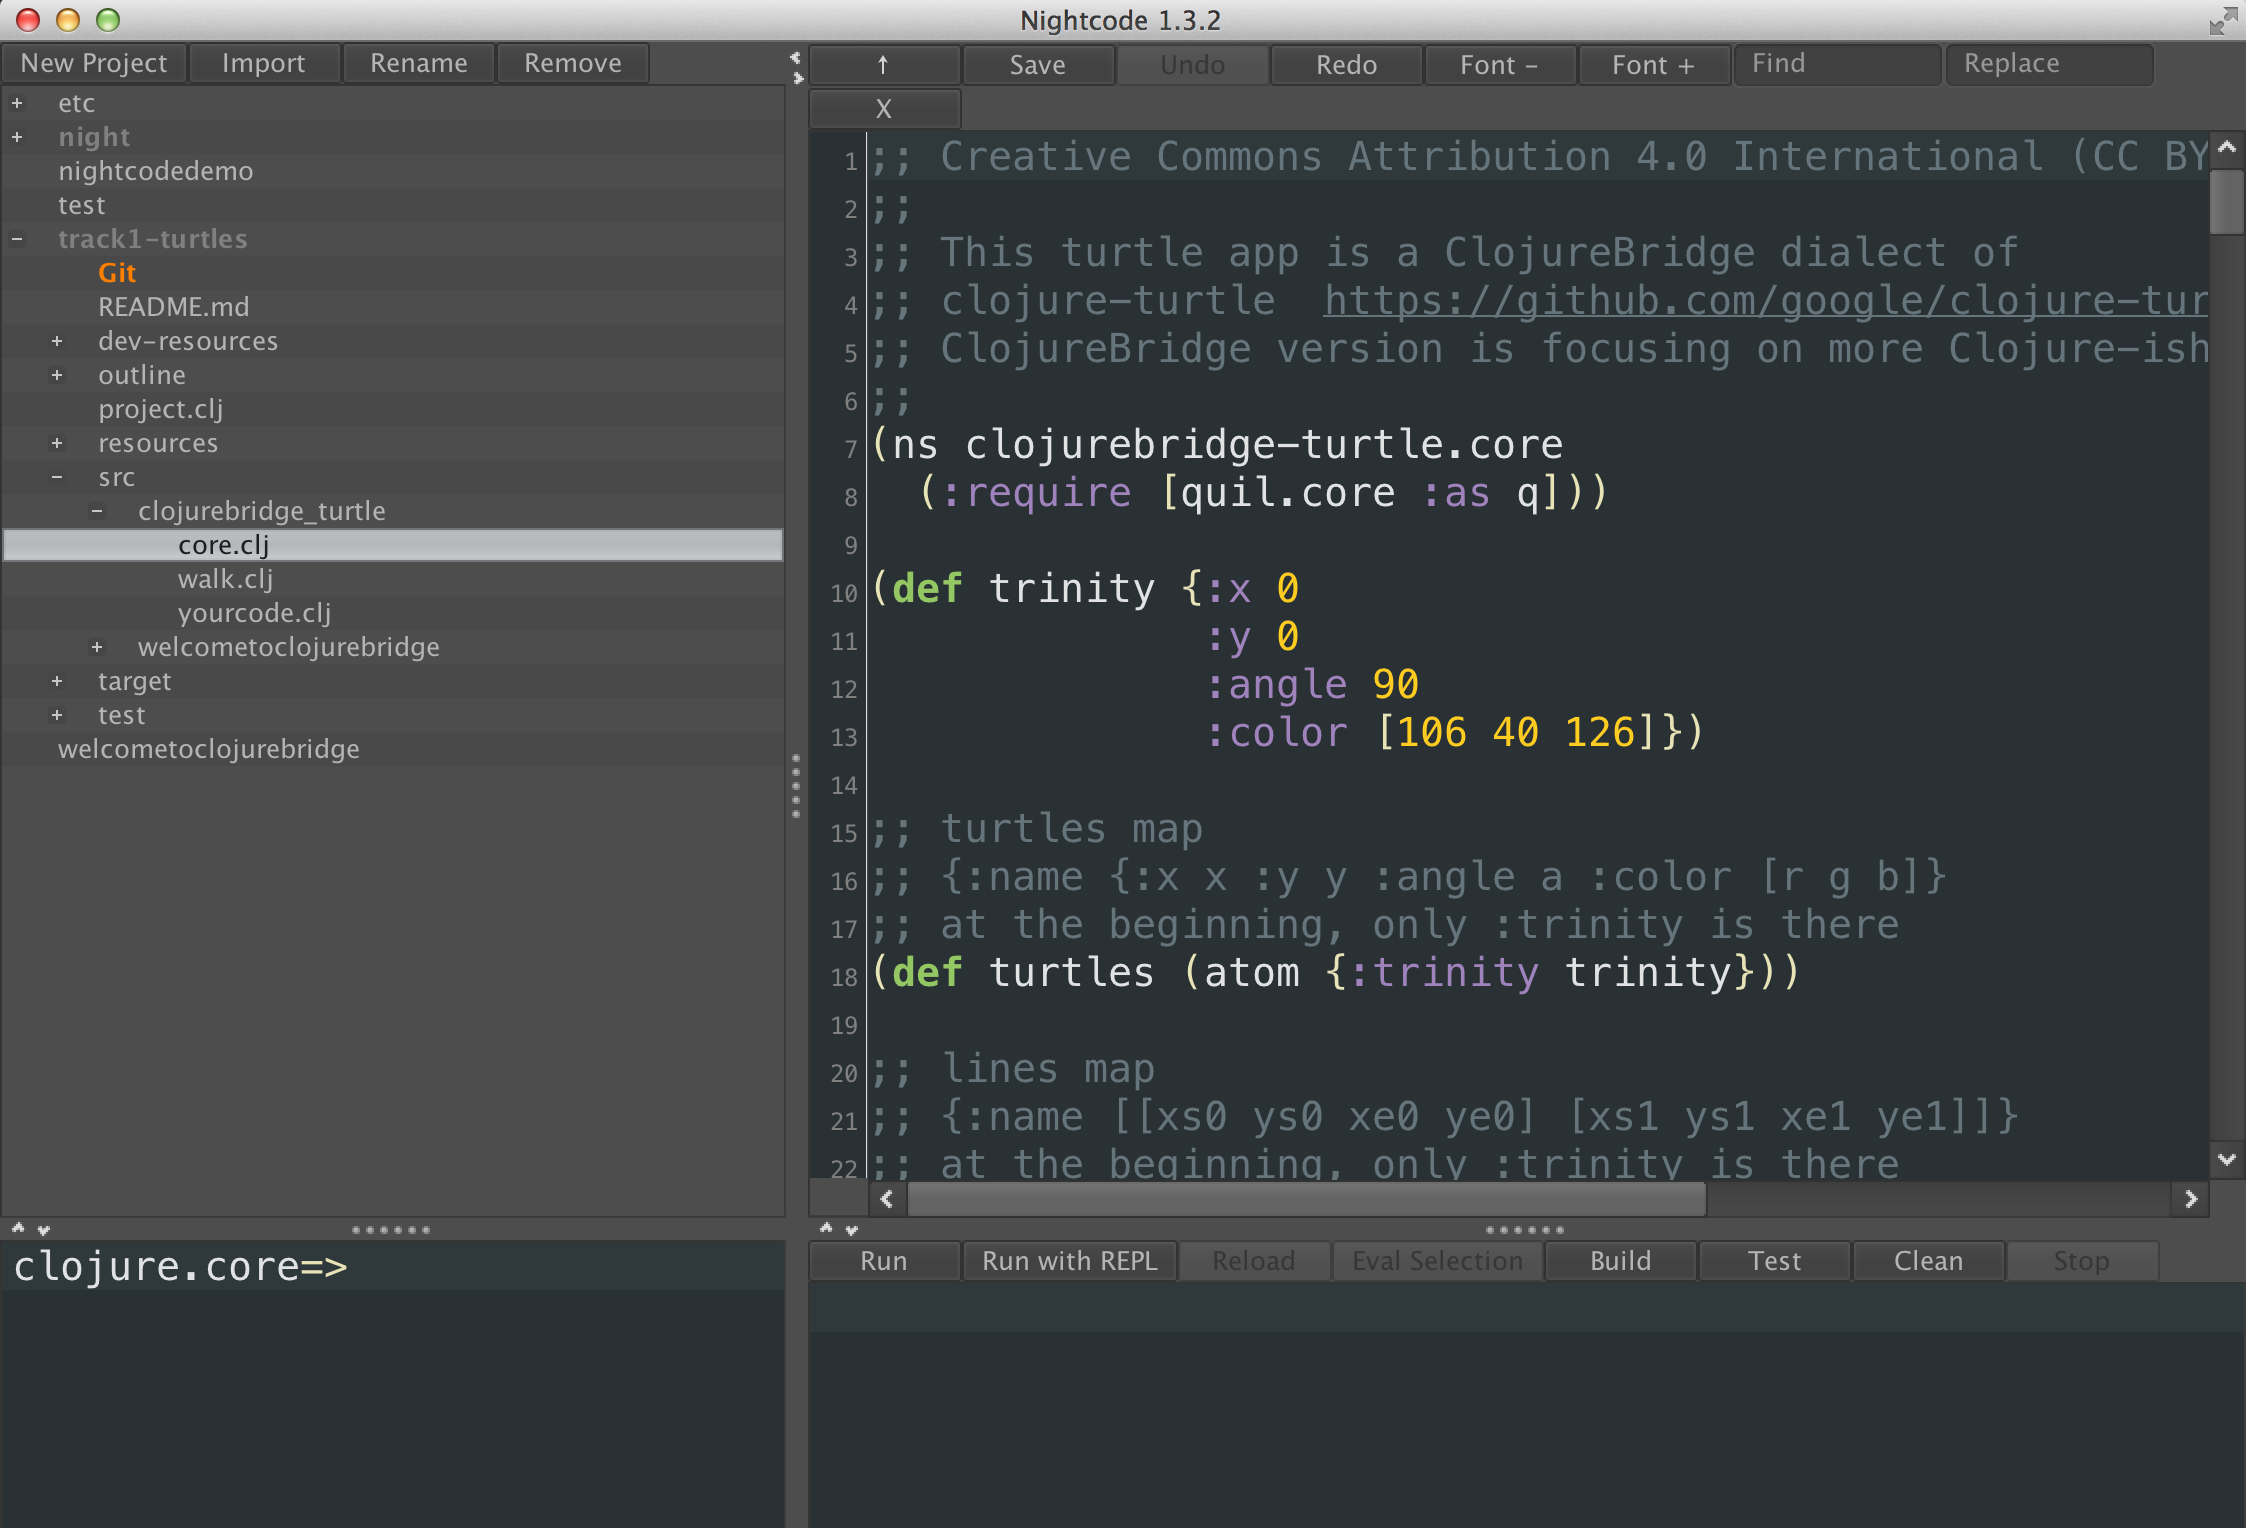 Nightcode 1.3.2
New Project Import Rename Remove
↑ Save Undo Redo Font - Font + Find Replace
X
+ etc
+ night
nightcodedemo
test
- track1-turtles
Git
README.md
+ dev-resources
+ outline
project.clj
+ resources
- src
- clojurebridge_turtle
core.clj
walk.clj
yourcode.clj
+ welcometoclojurebridge
+ target
+ test
welcometoclojurebridge
1 ;; Creative Commons Attribution 4.0 International (CC BY
2 ;;
3 ;; This turtle app is a ClojureBridge dialect of
4 ;; clojure-turtle  https://github.com/google/clojure-tur
5 ;; ClojureBridge version is focusing on more Clojure-ish
6 ;;
7 (ns clojurebridge-turtle.core
8   (:require [quil.core :as q]))
9
10 (def trinity {:x 0
11               :y 0
12               :angle 90
13               :color [106 40 126]})
14
15 ;; turtles map
16 ;; {:name {:x x :y y :angle a :color [r g b]}
17 ;; at the beginning, only :trinity is there
18 (def turtles (atom {:trinity trinity}))
19
20 ;; lines map
21 ;; {:name [[xs0 ys0 xe0 ye0] [xs1 ys1 xe1 ye1]]}
22 ;; at the beginning, only :trinity is there
clojure.core=>
Run Run with REPL Reload Eval Selection Build Test Clean Stop